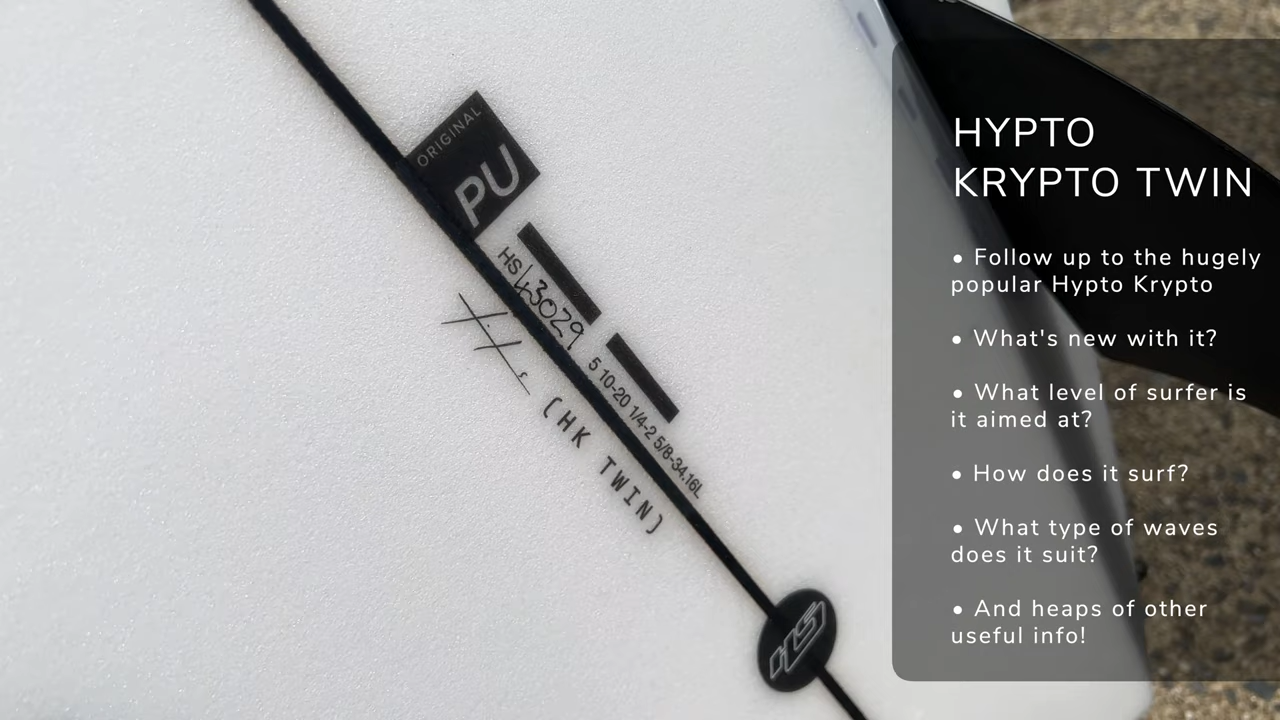 ORIGINAL
PU
HS43029
5 10-20 1/4-2 5/8-34.16L
(HK TWIN)
HS
HYPTO
KRYPTO TWIN
• Follow up to the hugely
popular Hypto Krypto
• What's new with it?
• What level of surfer is
it aimed at?
• How does it surf?
• What type of waves
does it suit?
• And heaps of other
useful info!